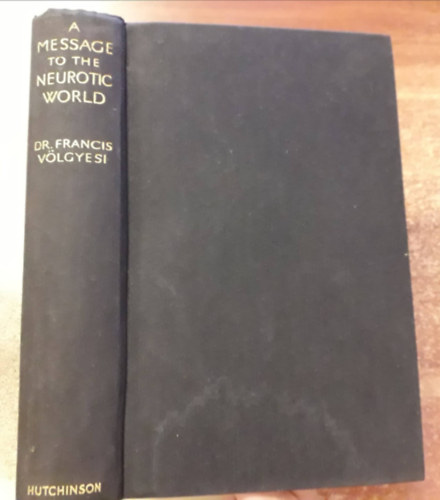 A
MESSAGE
TO THE
NEUROTIC
WORLD
DR. FRANCIS
VÖLGYESI
HUTCHINSON